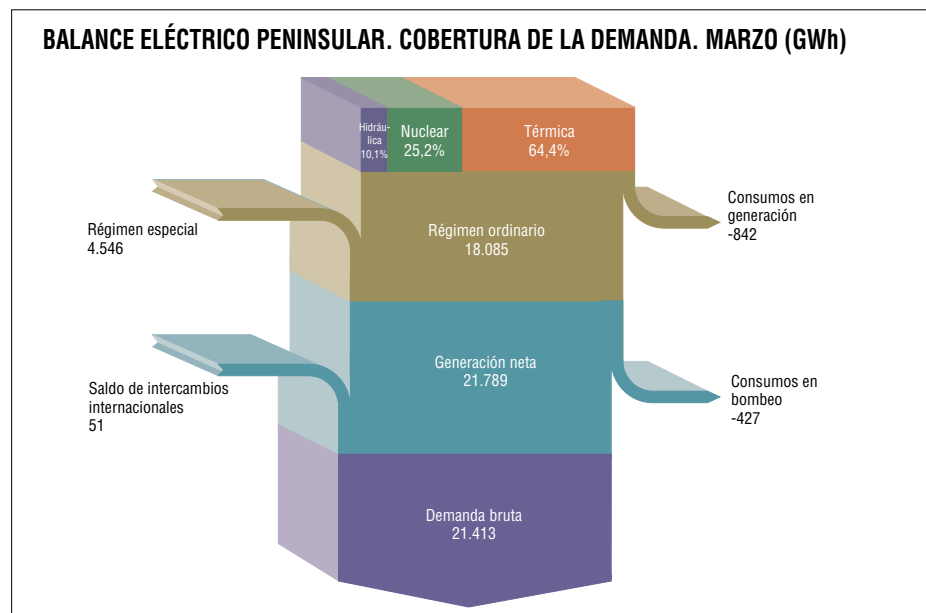 BALANCE ELÉCTRICO PENINSULAR. COBERTURA DE LA DEMANDA. MARZO (GWh)
Hidráu-
lica
10,1%
Nuclear
25,2%
Térmica
64,4%
Régimen especial
4.546
Régimen ordinario
18.085
Consumos en
generación
-842
Saldo de intercambios
internacionales
51
Generación neta
21.789
Consumos en
bombeo
-427
Demanda bruta
21.413